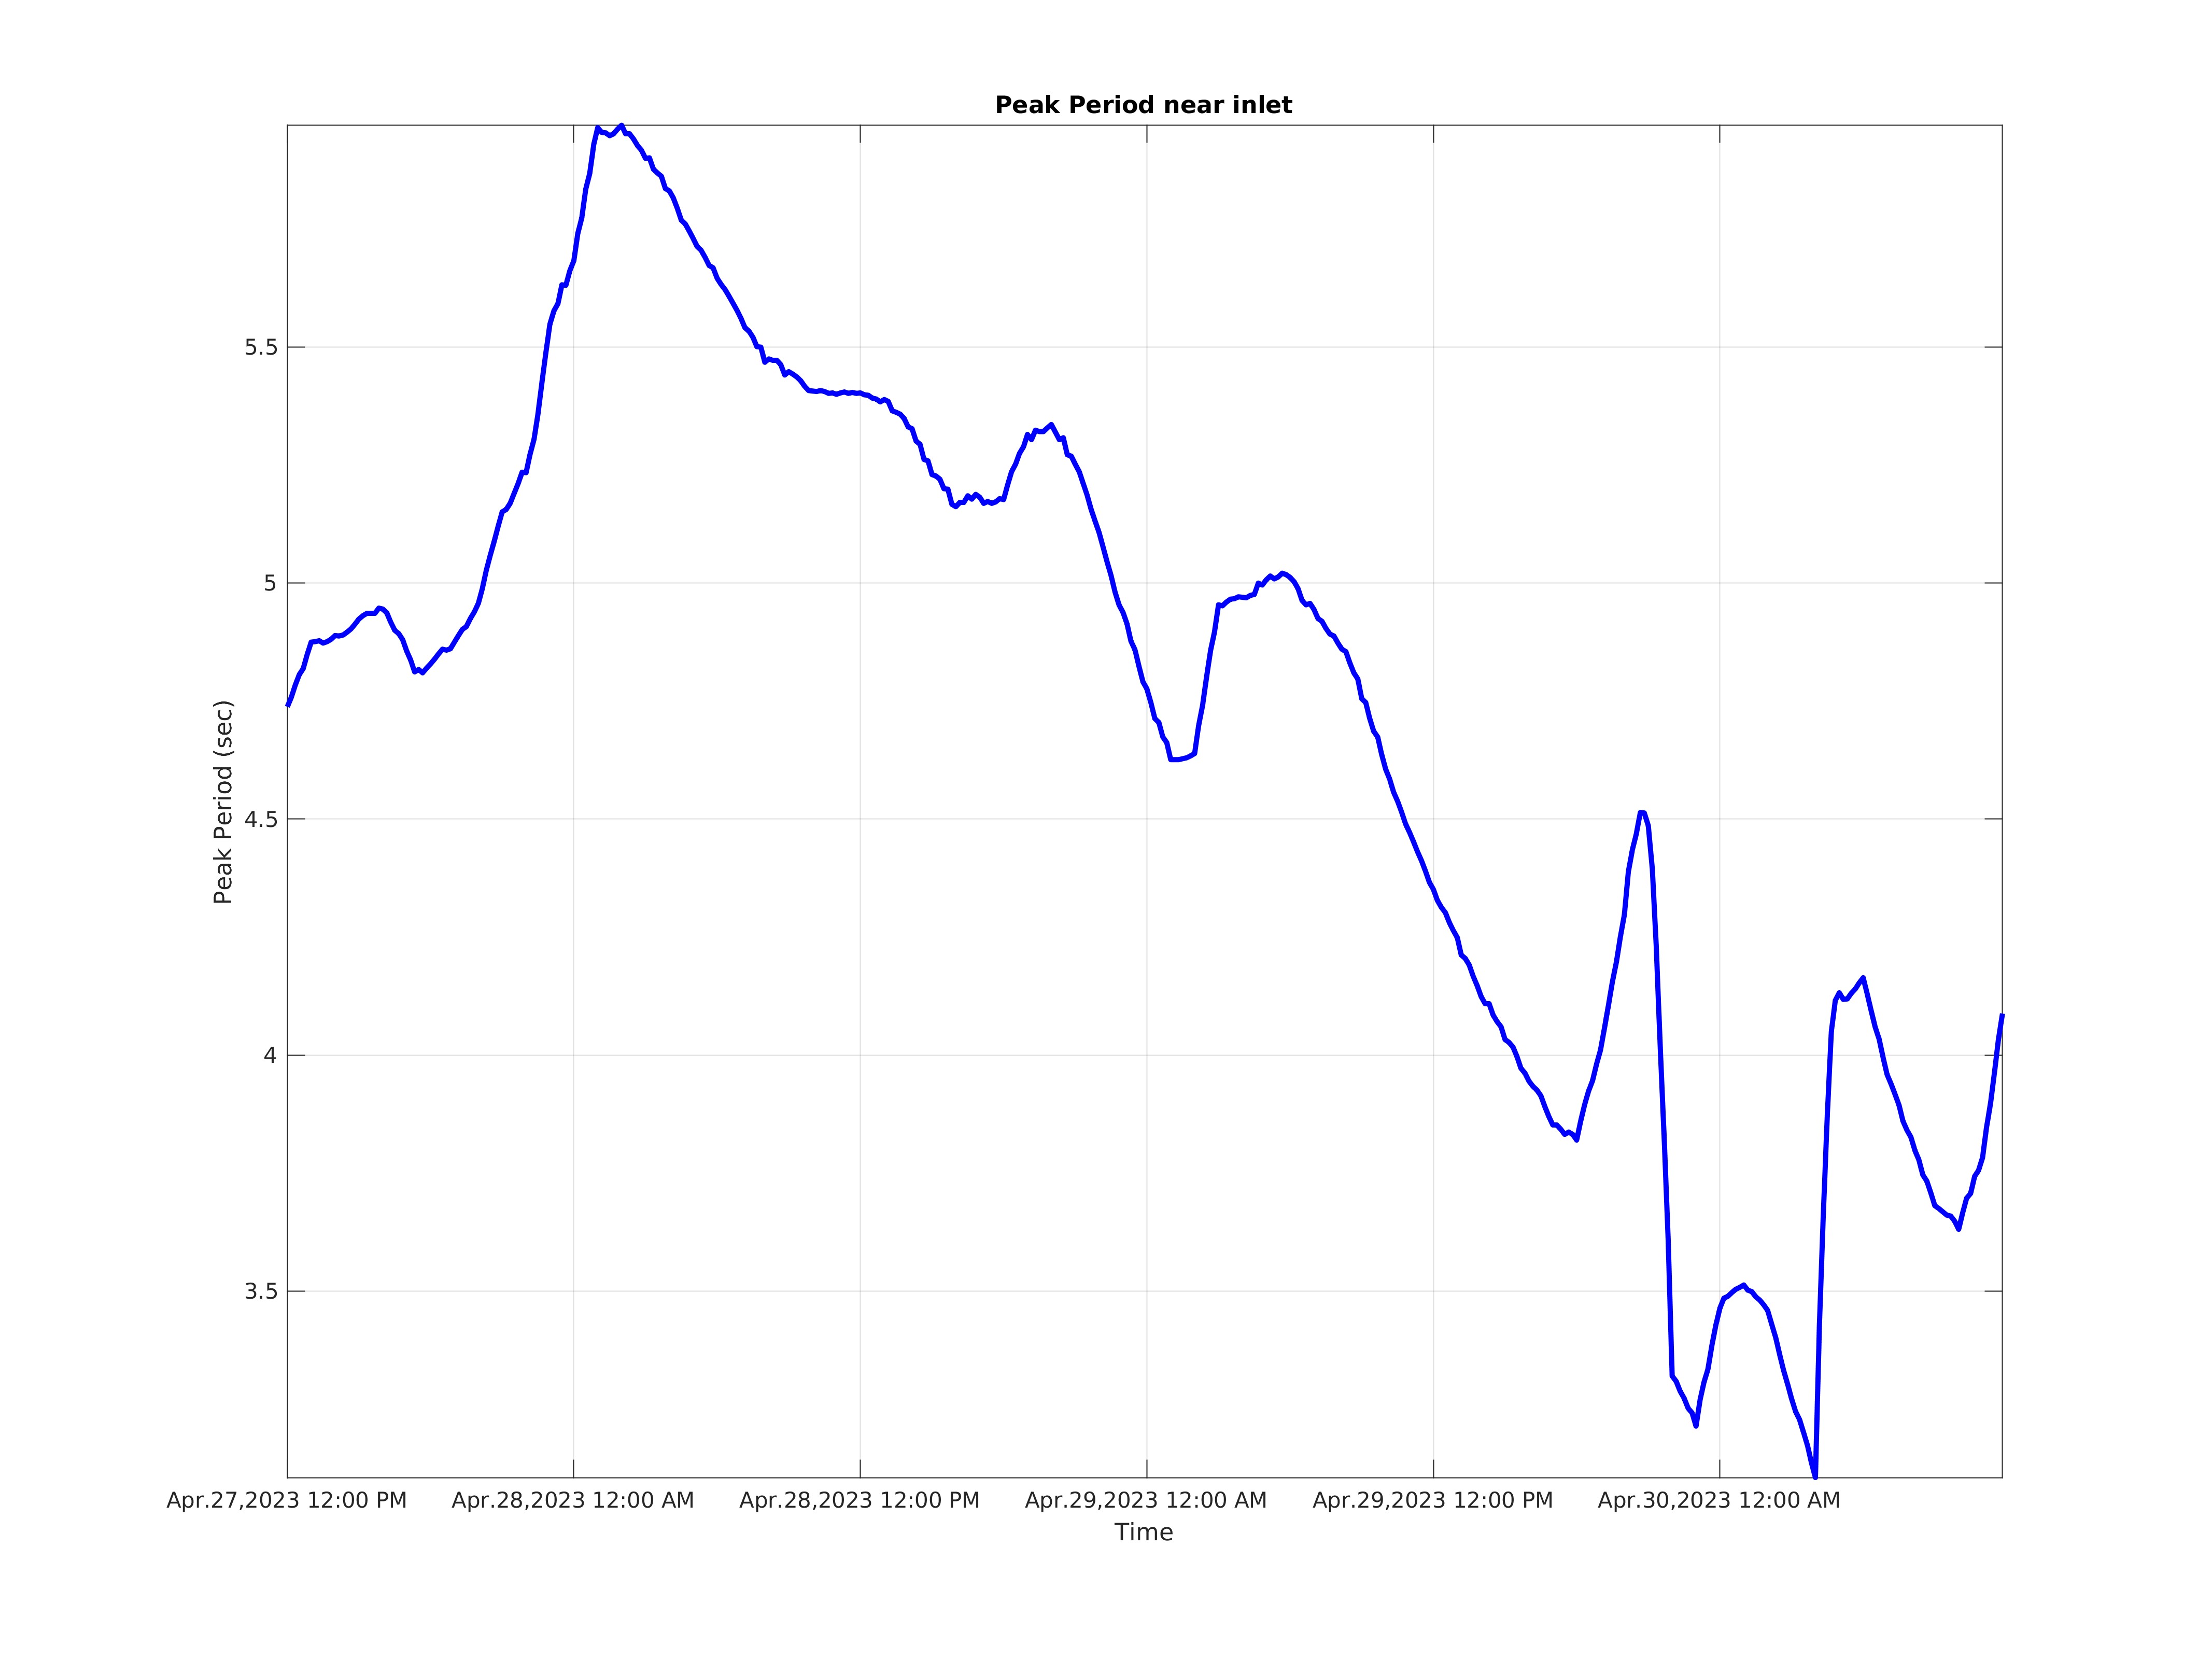 Peak Period near inlet
5.5
5
4.5
4
3.5
Peak Period (sec)
Apr.27,2023 12:00 PM
Apr.28,2023 12:00 AM
Apr.28,2023 12:00 PM
Apr.29,2023 12:00 AM
Apr.29,2023 12:00 PM
Apr.30,2023 12:00 AM
Time